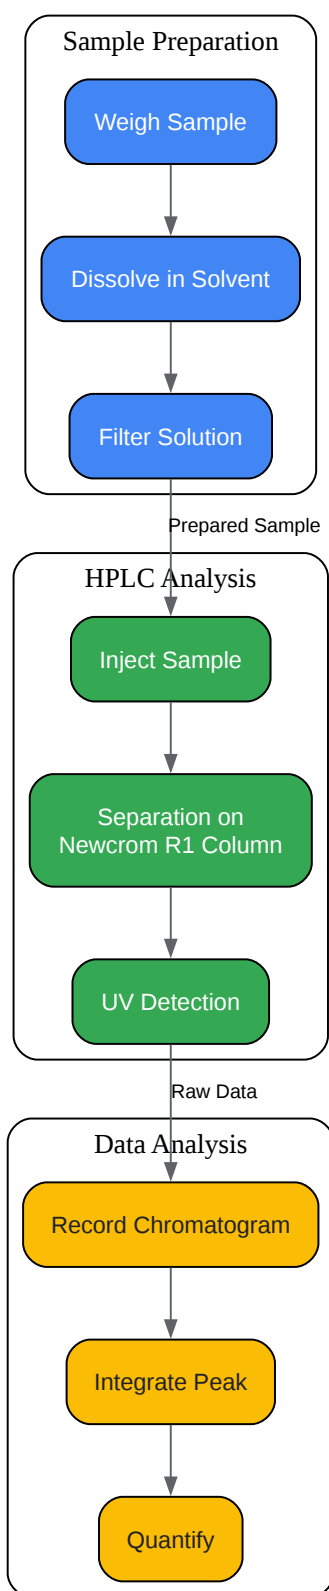 Sample Preparation
Weigh Sample
Dissolve in Solvent
Filter Solution
Prepared Sample
HPLC Analysis
Inject Sample
Separation on
Newcrom R1 Column
UV Detection
Raw Data
Data Analysis
Record Chromatogram
Integrate Peak
Quantify